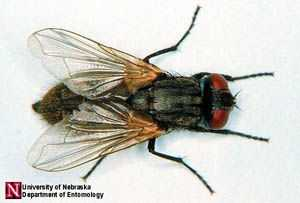 N
University of Nebraska
Department of Entomology